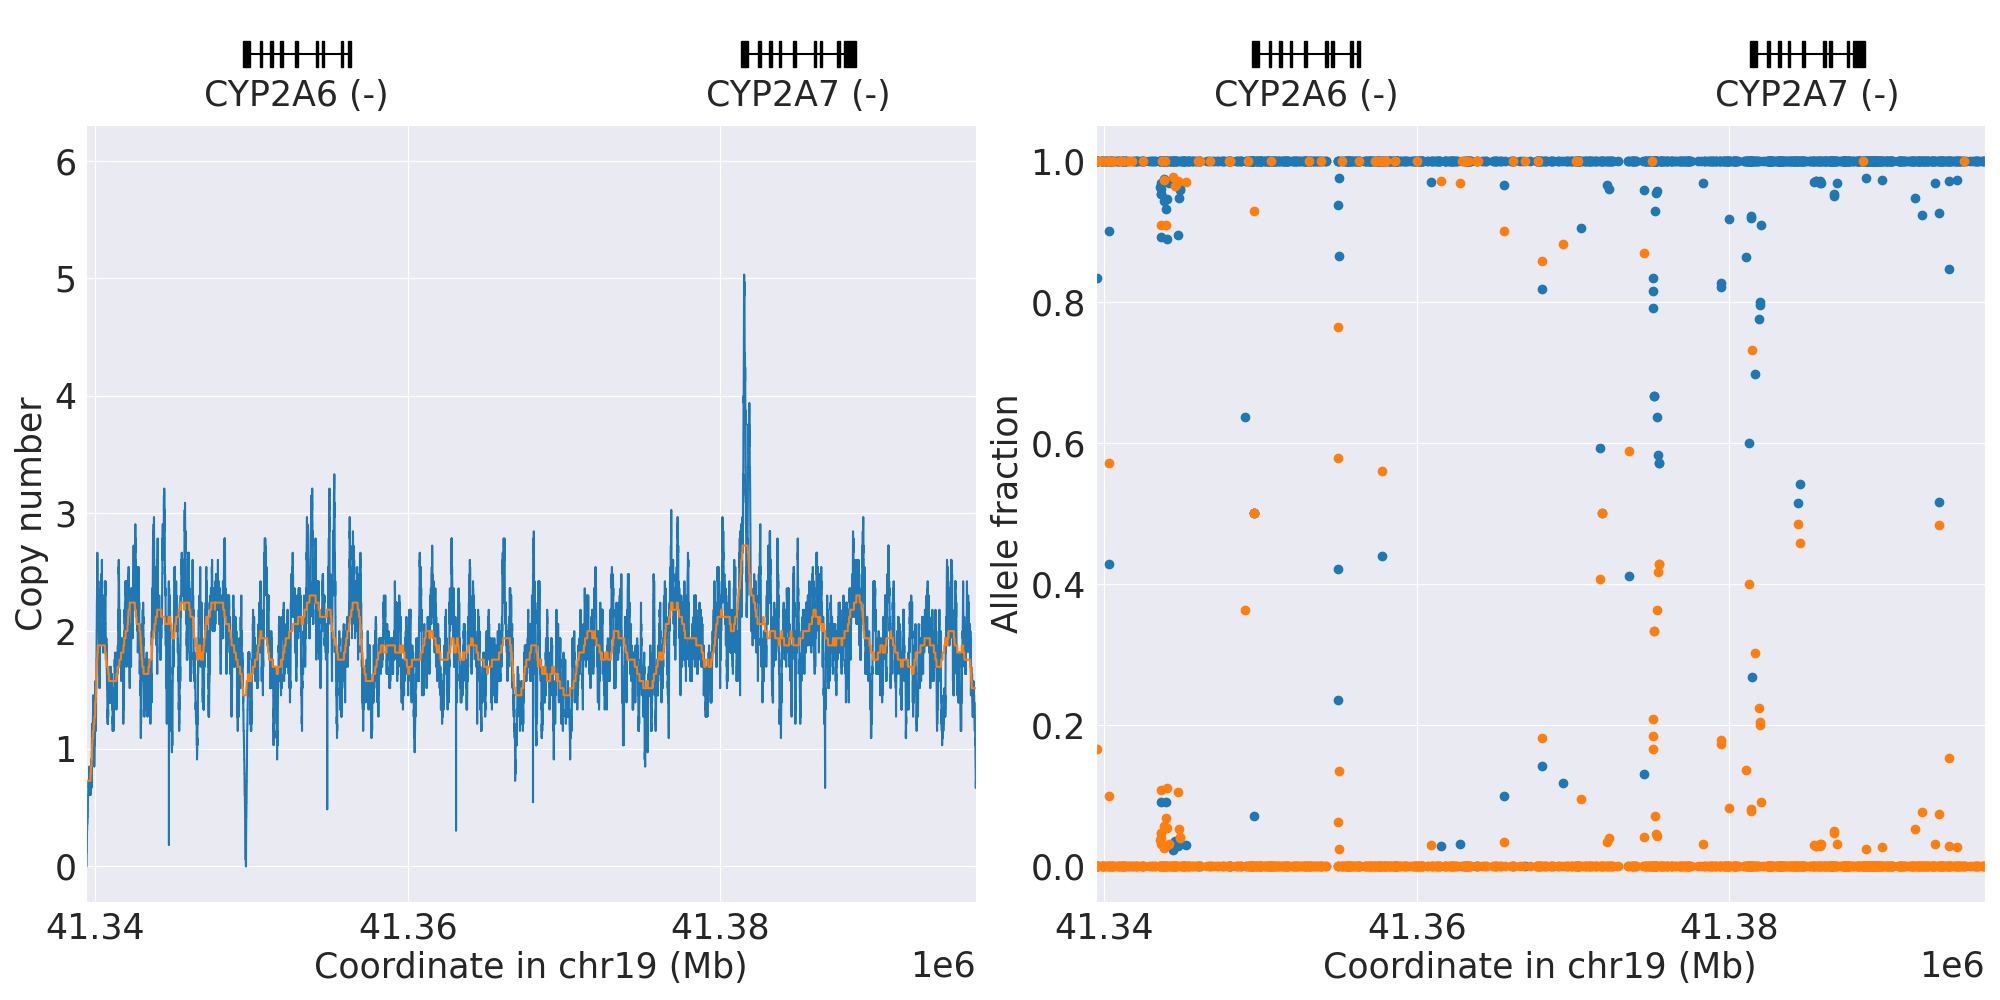 CYP2A6 (-)
CYP2A7 (-)
Copy number
6
5
4
3
2
1
0
41.34
41.36
41.38
Coordinate in chr19 (Mb)
1e6
CYP2A6 (-)
CYP2A7 (-)
Allele fraction
1.0
0.8
0.6
0.4
0.2
0.0
41.34
41.36
41.38
Coordinate in chr19 (Mb)
1e6